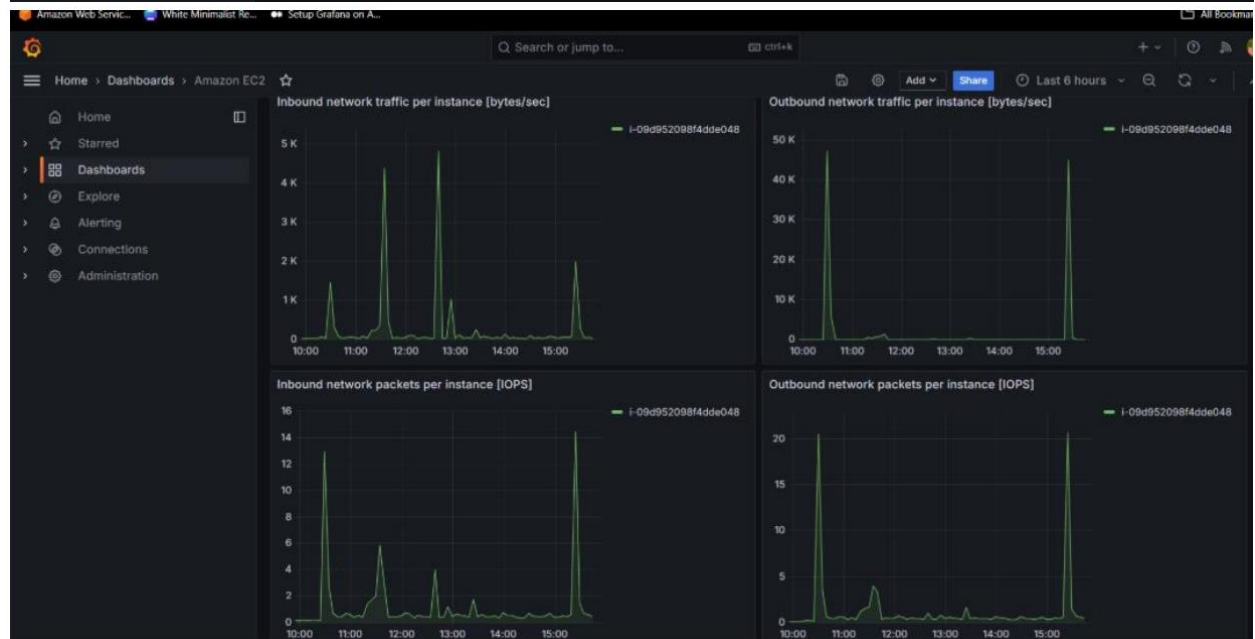 Amazon Web Servic... White Minimalist Re... Setup Grafana on A... All Bookmar
Search or jump to... ctrl+k
Home › Dashboards › Amazon EC2 Add Share Last 6 hours
Home
Starred
Dashboards
Explore
Alerting
Connections
Administration
Inbound network traffic per instance [bytes/sec]
i-09d952098f4dde048
5 K
4 K
3 K
2 K
1 K
0
10:00 11:00 12:00 13:00 14:00 15:00
Outbound network traffic per instance [bytes/sec]
i-09d952098f4dde048
50 K
40 K
30 K
20 K
10 K
0
10:00 11:00 12:00 13:00 14:00 15:00
Inbound network packets per instance [IOPS]
i-09d952098f4dde048
16
14
12
10
8
6
4
2
0
10:00 11:00 12:00 13:00 14:00 15:00
Outbound network packets per instance [IOPS]
i-09d952098f4dde048
20
15
10
5
0
10:00 11:00 12:00 13:00 14:00 15:00